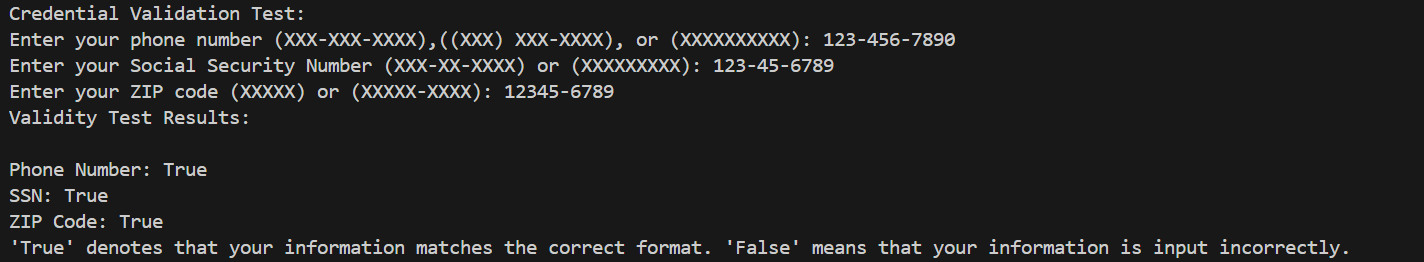 Credential Validation Test:
Enter your phone number (XXX-XXX-XXXX),((XXX) XXX-XXXX), or (XXXXXXXXXX): 123-456-7890
Enter your Social Security Number (XXX-XX-XXXX) or (XXXXXXXXX): 123-45-6789
Enter your ZIP code (XXXXX) or (XXXXX-XXXX): 12345-6789
Validity Test Results:
Phone Number: True
SSN: True
ZIP Code: True
'True' denotes that your information matches the correct format. 'False' means that your information is input incorrectly.